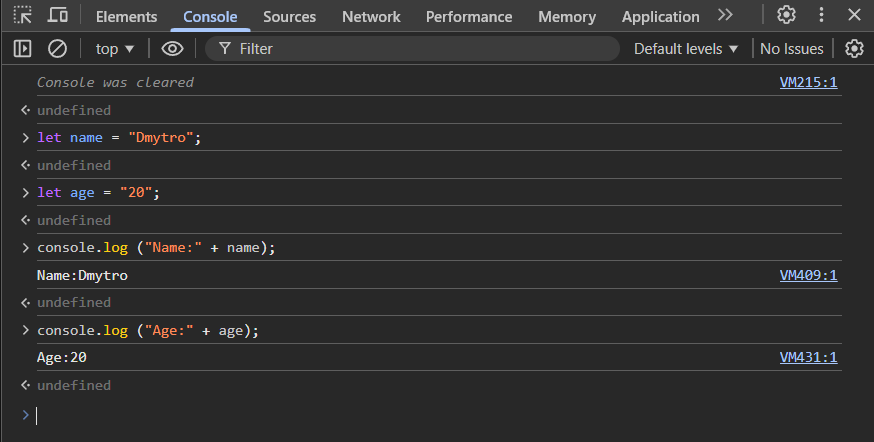 Elements Console Sources Network Performance Memory Application
top Filter Default levels No Issues
Console was cleared VM215:1
undefined
let name = "Dmytro";
undefined
let age = "20";
undefined
console.log ("Name:" + name);
Name:Dmytro VM409:1
undefined
console.log ("Age:" + age);
Age:20 VM431:1
undefined